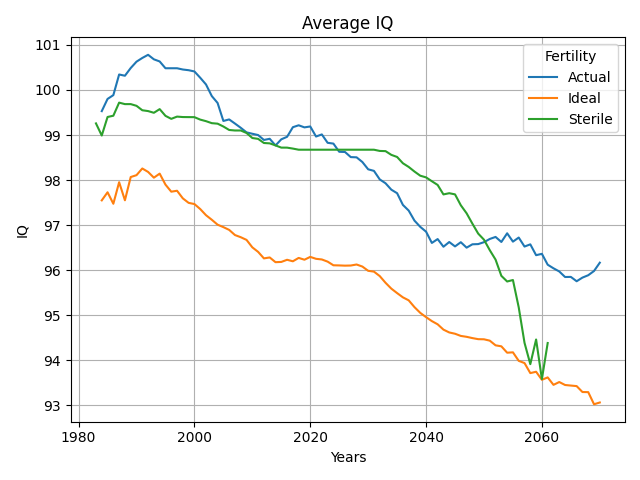 Average IQ
101
100
99
98
97
96
95
94
93
IQ
1980
2000
2020
2040
2060
Years
Fertility
Actual
Ideal
Sterile